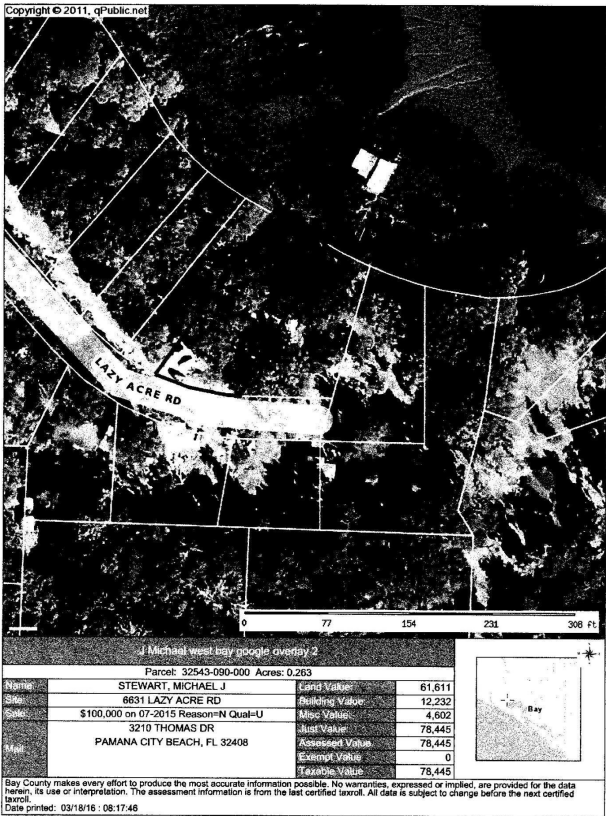 Copyright © 2011, qPublic.net
LAZY ACRE RD
0 77 154 231 308 ft
J Michael west bay google overlay 2
Parcel: 32543-090-000 Acres: 0.263
Name STEWART, MICHAEL J Land Value: 61,611
Site 6631 LAZY ACRE RD Building Value 12,232
Sale $100,000 on 07-2015 Reason=N Qual=U Misc Value: 4,602
Mail 3210 THOMAS DR Just Value: 78,445
PAMANA CITY BEACH, FL 32408 Assessed Value 78,445
Exempt Value 0
Taxable Value 78,445
Bay
Bay County makes every effort to produce the most accurate information possible. No warranties, expressed or implied, are provided for the data
herein, its use or interpretation. The assessment information is from the last certified taxroll. All data is subject to change before the next certified
taxroll.
Date printed: 03/18/16 : 08:17:46